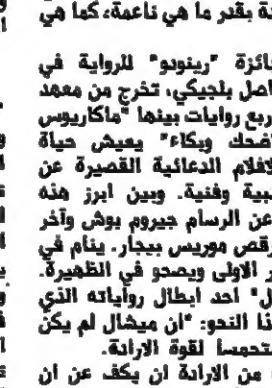 ة بقدر ما هي ناعمة، كما هي
جائزة "رينودو" للرواية في
اصل بلجيكي، تخرج من معهد
ربع روايات بينها "ماكاريوس
ضحك وبكاء" يعيش حياة
لافلام الدعائية القصيرة عن
بية وفنية. وبين ابرز هذه
عن الرسام جيروم بوش وآخر
رقص موريس بيجار. ينام في
ر الاولى ويصحو في الظهيرة.
ل" احد ابطال رواياته الذي
ذا النحو: "ان ميشال لم يكن
تحمساً لقوة الارادة.
من الارادة ان يكف عن ان